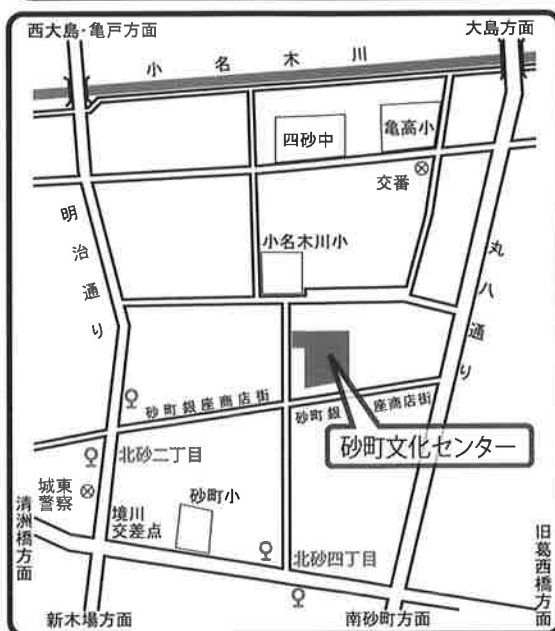 西大島・亀戸方面
大島方面
小名木川
四砂中
亀高小
交番
明治通り
小名木川小
丸八通り
砂町銀座商店街
砂町銀座商店街
砂町文化センター
北砂二丁目
城東
警察
砂町小
境川
交差点
清洲橋方面
北砂四丁目
旧葛西橋方面
新木場方面
南砂町方面